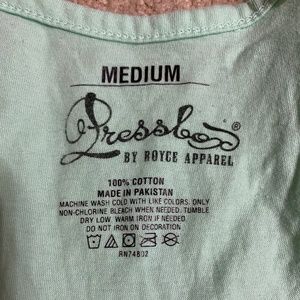 MEDIUM
Pressbox®
BY ROYCE APPAREL
100% COTTON
MADE IN PAKISTAN
MACHINE WASH COLD WITH LIKE COLORS. ONLY
NON-CHLORINE BLEACH WHEN NEEDED. TUMBLE
DRY LOW. WARM IRON IF NEEDED.
DO NOT IRON ON DECORATION
RN74802